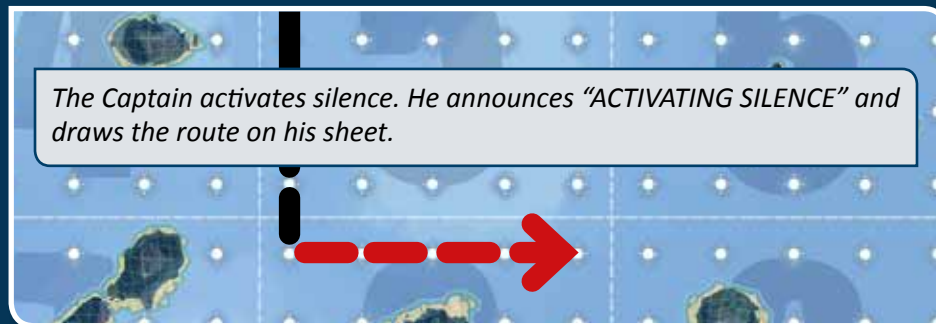 The Captain activates silence. He announces “ACTIVATING SILENCE” and
draws the route on his sheet.